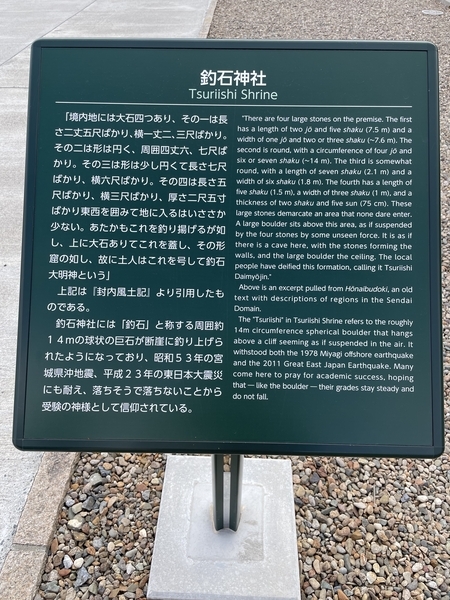 釣石神社
Tsuriishi Shrine
「境内地には大石四つあり、その一は長
さ二丈五尺ばかり、横一丈二、三尺ばかり。
その二は形は円く、周囲四丈六、七尺ば
かり。その三は形は少し円くて長さ七尺
ばかり、横六尺ばかり。その四は長さ五
尺ばかり、横三尺ばかり、厚さ二尺五寸
ばかり東西を囲みて地に入るはいささか
少ない。あたかもこれを釣り揚げるが如
し、上に大石ありてこれを蓋し、その形
窟の如し、故に土人はこれを号して釣石
大明神という」
上記は『封内風土記』より引用したも
のである。
釣石神社には「釣石」と称する周囲約
14mの球状の巨石が断崖に釣り上げら
れたようになっており、昭和53年の宮
城県沖地震、平成23年の東日本大震災
にも耐え、落ちそうで落ちないことから
受験の神様として信仰されている。
"There are four large stones on the premise. The first
has a length of two jō and five shaku (7.5 m) and a
width of one jō and two or three shaku (~7.6 m). The
second is round, with a circumference of four jō and
six or seven shaku (~14 m). The third is somewhat
round, with a length of seven shaku (2.1 m) and a
width of six shaku (1.8 m). The fourth has a length of
five shaku (1.5 m), a width of three shaku (1 m), and a
thickness of two shaku and five sun (75 cm). These
large stones demarcate an area that none dare enter.
A large boulder sits above this area, as if suspended
by the four stones by some unseen force. It is as if
there is a cave here, with the stones forming the
walls, and the large boulder the ceiling. The local
people have deified this formation, calling it Tsuriishi
Daimyōjin."
Above is an excerpt pulled from Hōnaibudoki, an old
text with descriptions of regions in the Sendai
Domain.
The "Tsuriishi" in Tsuriishi Shrine refers to the roughly
14m circumference spherical boulder that hangs
above a cliff seeming as if suspended in the air. It
withstood both the 1978 Miyagi offshore earthquake
and the 2011 Great East Japan Earthquake. Many
come here to pray for academic success, hoping
that — like the boulder — their grades stay steady and
do not fall.